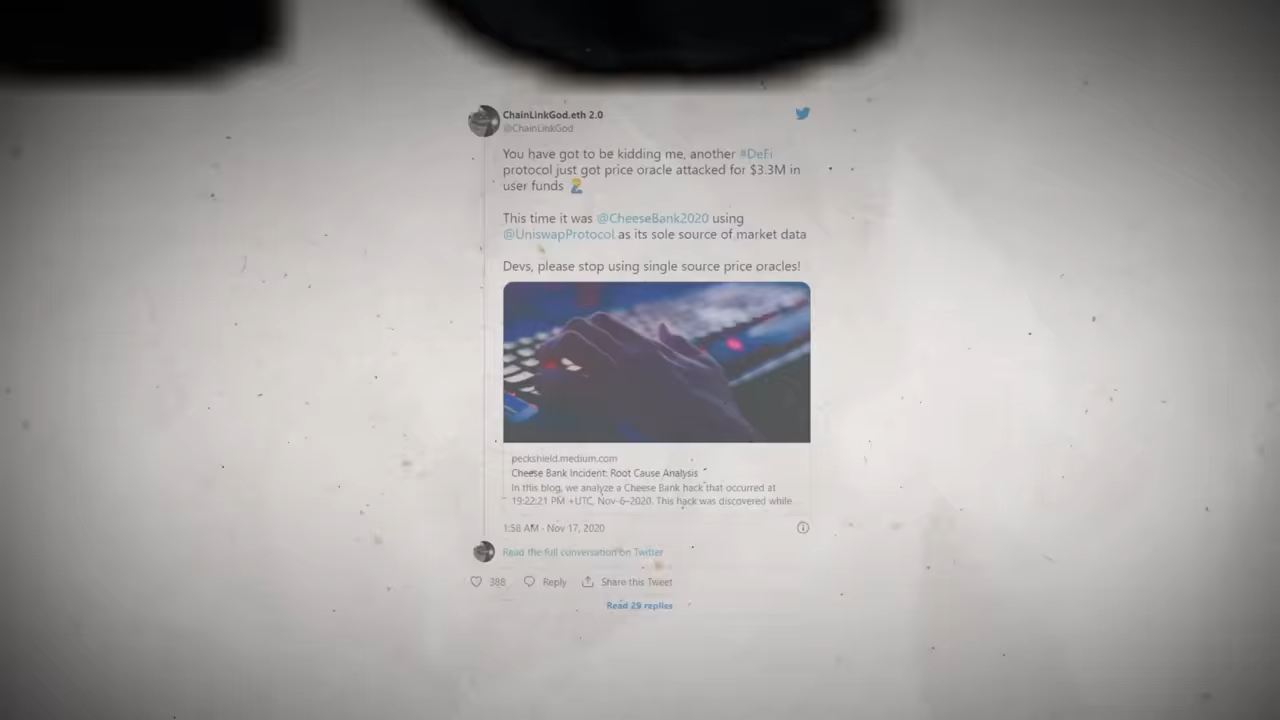 ChainLinkGod.eth 2.0
@ChainLinkGod
You have got to be kidding me, another #DeFi
protocol just got price oracle attacked for $3.3M in
user funds
This time it was @CheeseBank2020 using
@UniswapProtocol as its sole source of market data
Devs, please stop using single source price oracles!
peckshield.medium.com
Cheese Bank Incident: Root Cause Analysis
In this blog, we analyze a Cheese Bank hack that occurred at
19:22:21 PM +UTC, Nov-6–2020. This hack was discovered while
1:58 AM · Nov 17, 2020
Read the full conversation on Twitter
388 Reply Share this Tweet
Read 29 replies